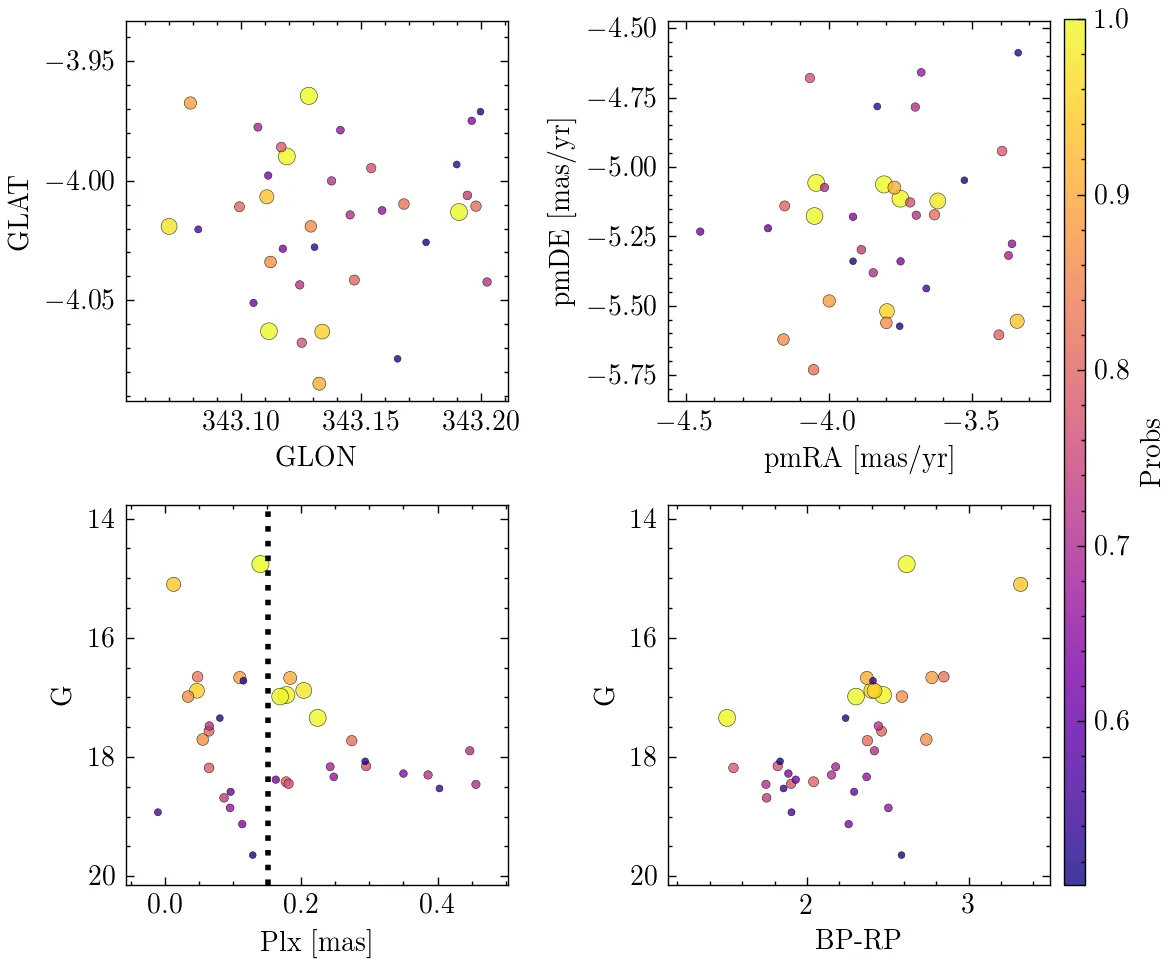 −3.95
−4.00
−4.05
GLAT
343.10 343.15 343.20
GLON
−4.50
−4.75
−5.00
−5.25
−5.50
−5.75
pmDE [mas/yr]
−4.5 −4.0 −3.5
pmRA [mas/yr]
1.0
0.9
0.8
0.7
0.6
Probs
14
16
18
20
G
0.0 0.2 0.4
Plx [mas]
14
16
18
20
G
2 3
BP-RP